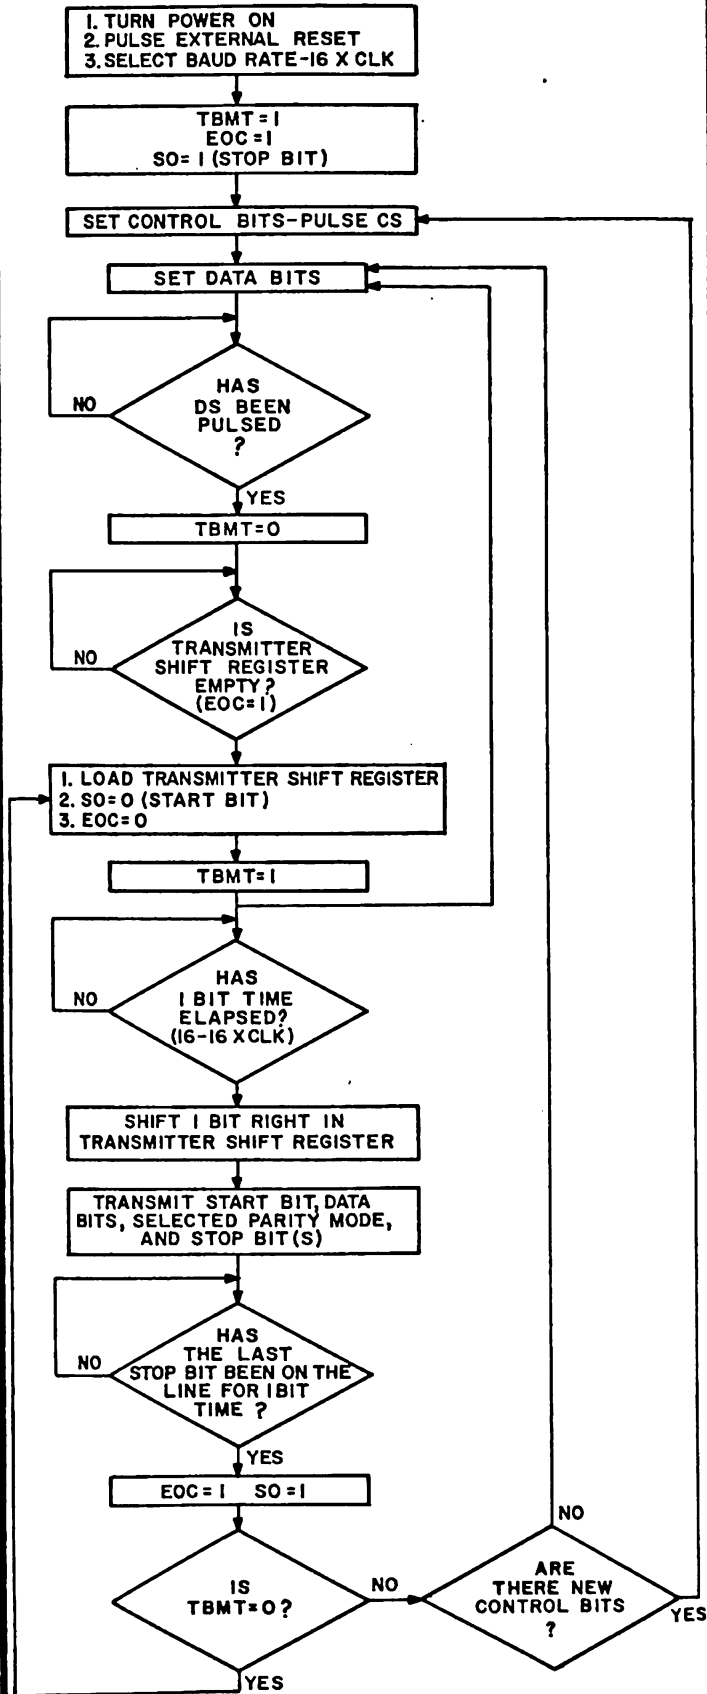 1. TURN POWER ON
2. PULSE EXTERNAL RESET
3. SELECT BAUD RATE-16 X CLK
TBMT = 1
EOC = 1
SO = 1 (STOP BIT)
SET CONTROL BITS-PULSE CS
SET DATA BITS
HAS
DS BEEN
PULSED
?
NO
YES
TBMT=0
IS
TRANSMITTER
SHIFT REGISTER
EMPTY?
(EOC=1)
NO
1. LOAD TRANSMITTER SHIFT REGISTER
2. SO=0 (START BIT)
3. EOC=0
TBMT=1
HAS
1 BIT TIME
ELAPSED?
(16-16 XCLK)
NO
SHIFT 1 BIT RIGHT IN
TRANSMITTER SHIFT REGISTER
TRANSMIT START BIT, DATA
BITS, SELECTED PARITY MODE,
AND STOP BIT(S)
HAS
THE LAST
STOP BIT BEEN ON THE
LINE FOR 1BIT
TIME ?
NO
YES
EOC = 1 SO = 1
IS
TBMT=0?
NO
YES
ARE
THERE NEW
CONTROL BITS
?
NO
YES